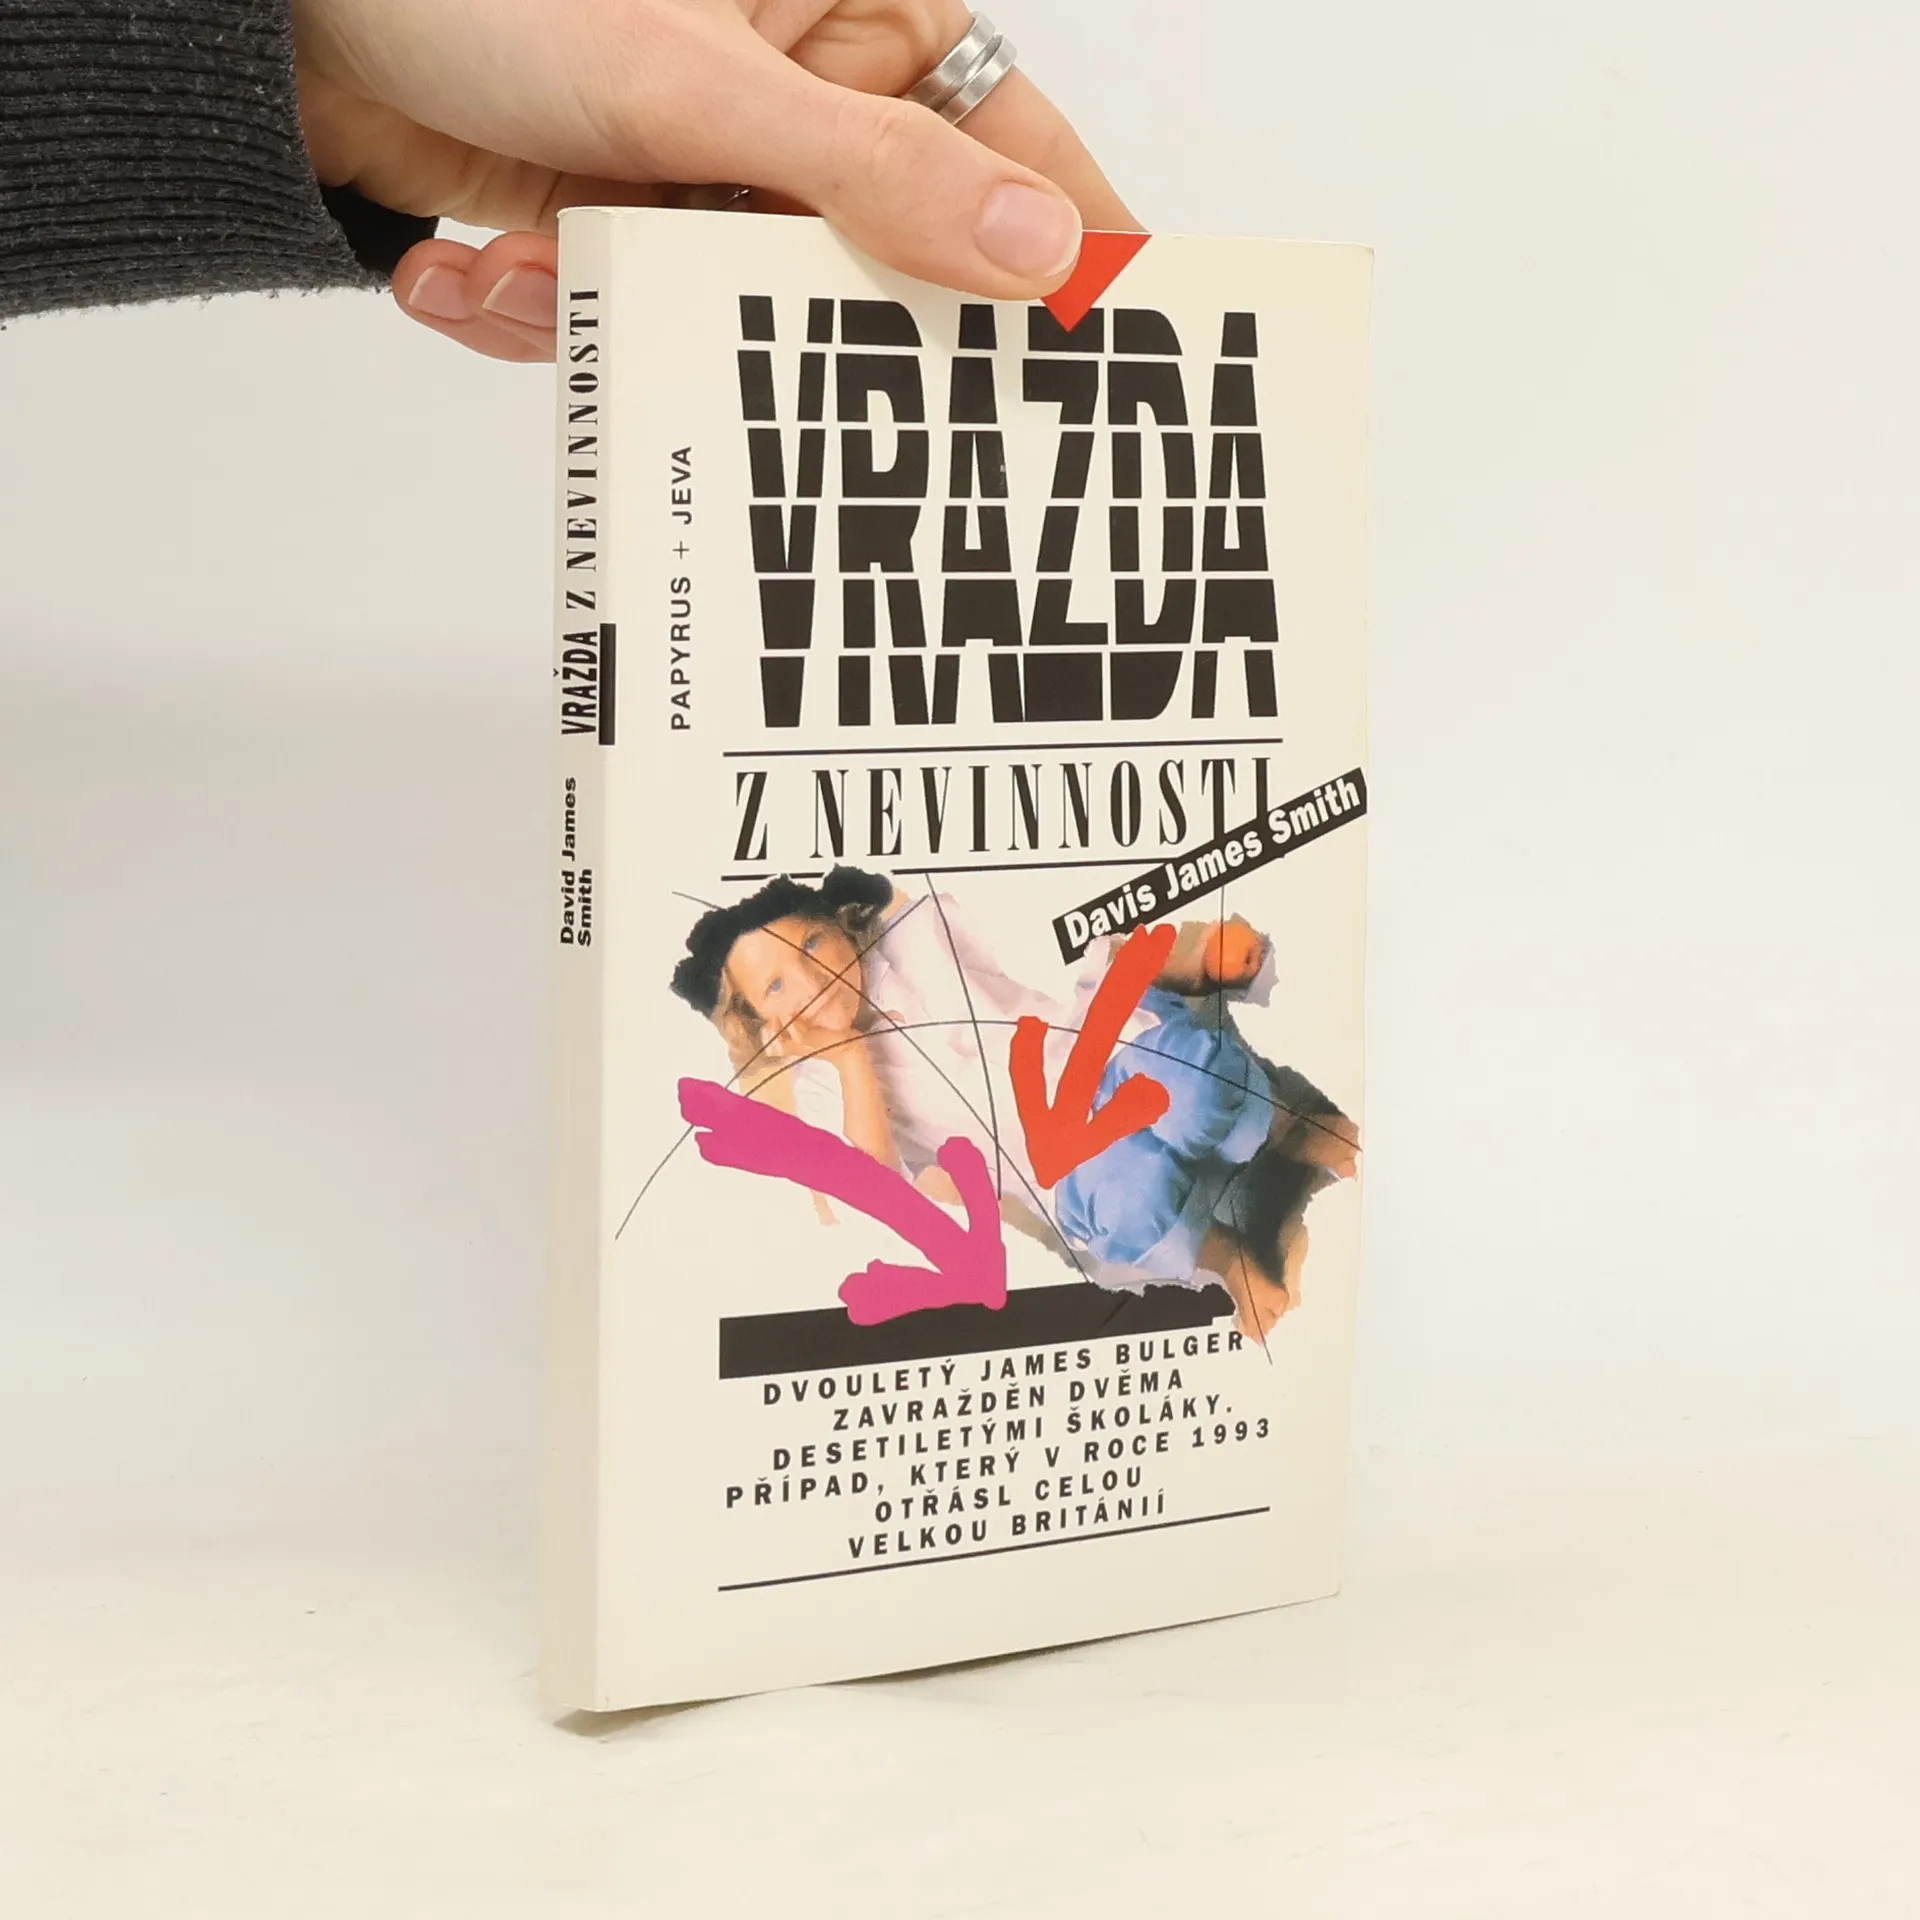 VRAŽDA Z NEVINNOSTI
David James
Smith
PAPYRUS + JEVA
VRAŽDA
Z NEVINNOSTI
Davis James Smith
DVOULETÝ JAMES BULGER
ZAVRAŽDĚN DVĚMA
DESETILETÝMI ŠKOLÁKY.
PŘÍPAD, KTERÝ V ROCE 1993
OTŘÁSL CELOU
VELKOU BRITÁNIÍ